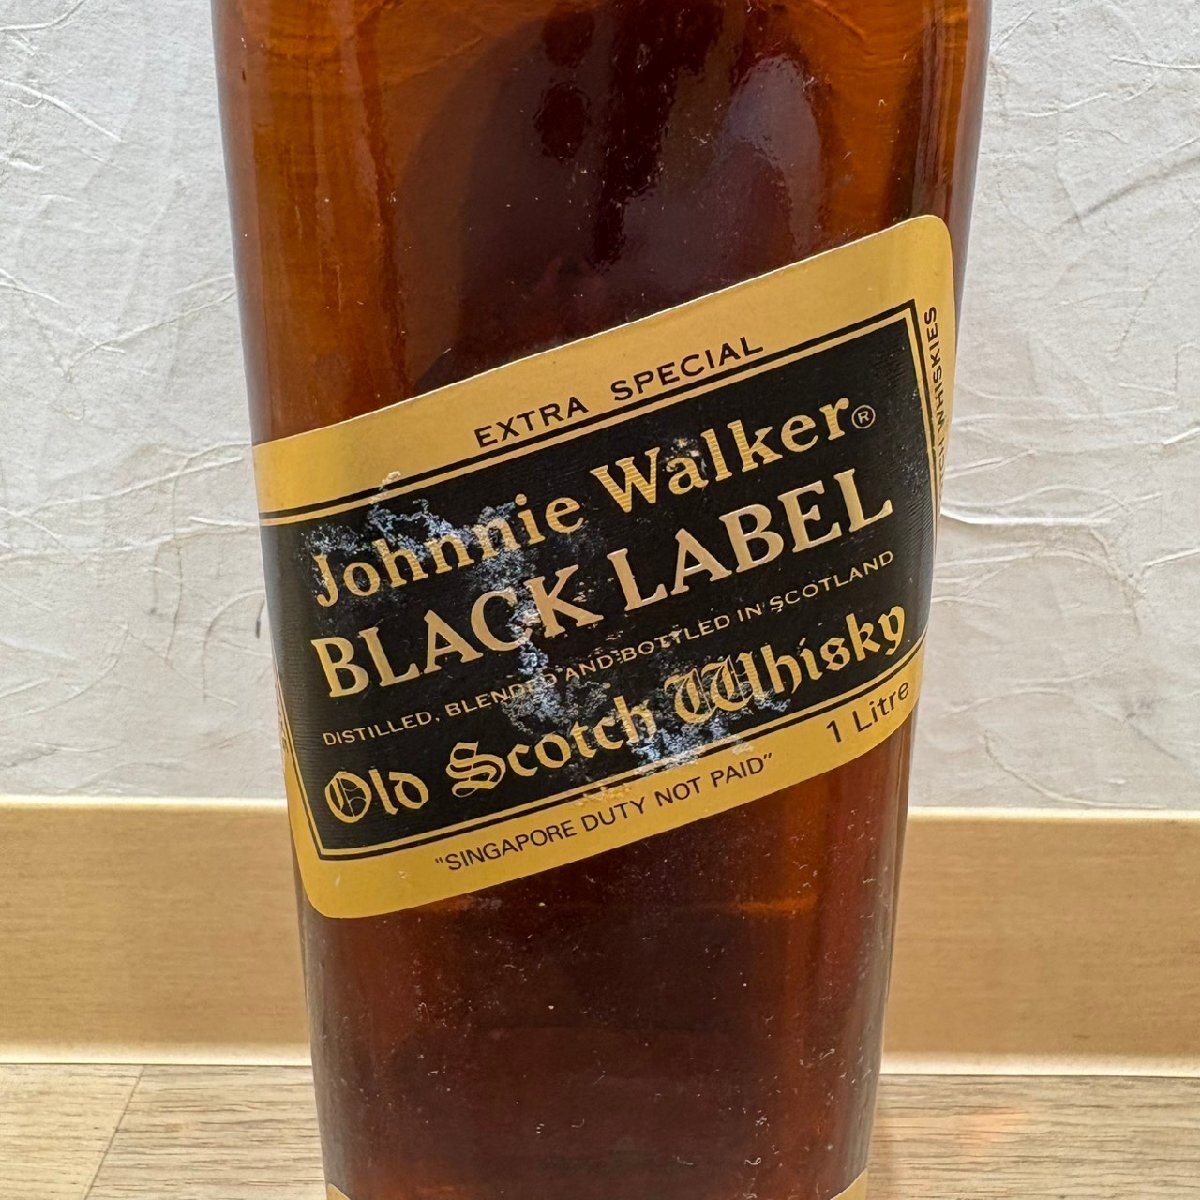 EXTRA SPECIAL
Johnnie Walker®
BLACK LABEL
DISTILLED, BLENDED AND BOTTLED IN SCOTLAND
Old Scotch Whisky
1 Litre
"SINGAPORE DUTY NOT PAID"
WHISKIES